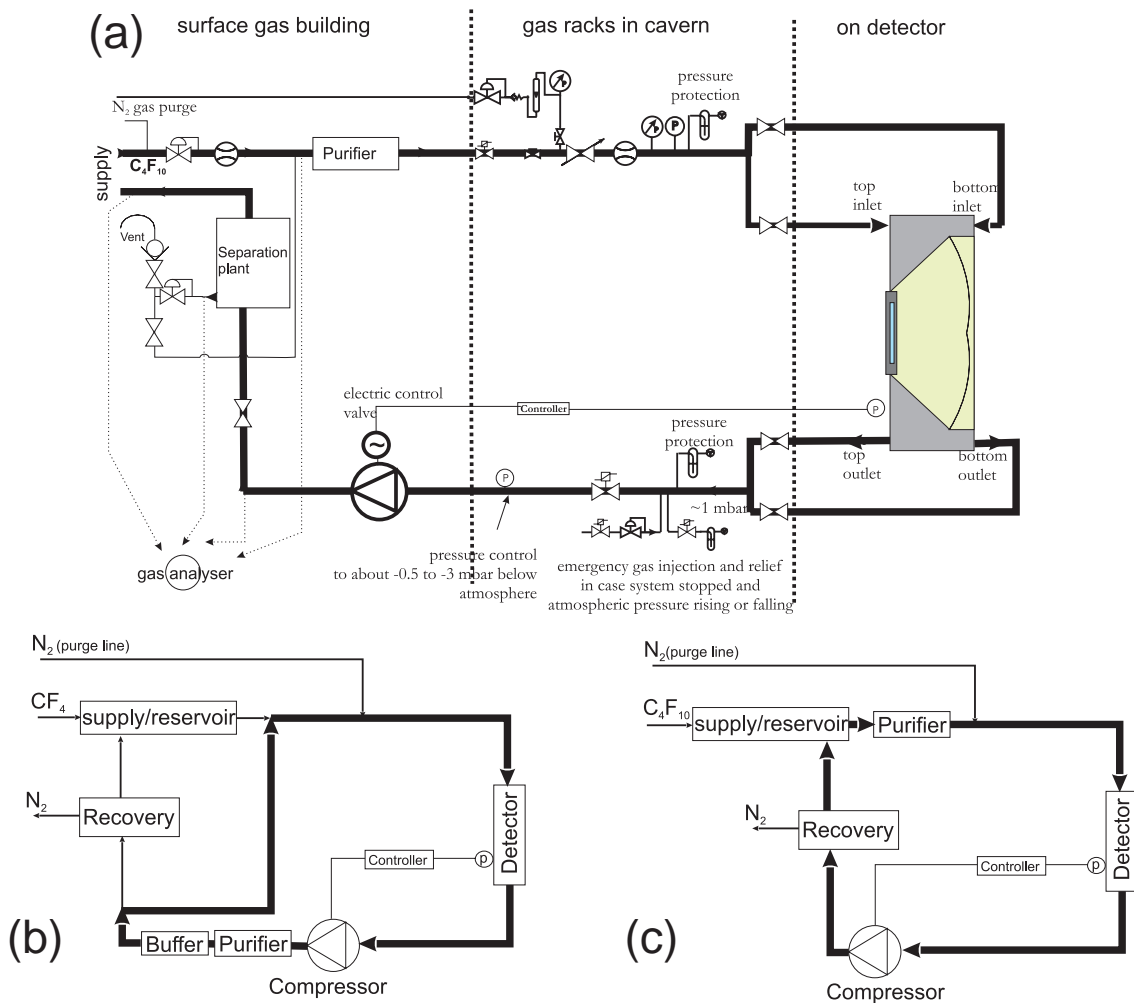 (a)
surface gas building
gas racks in cavern
on detector
N2 gas purge
pressure
protection
P
P
supply
C4F10
Purifier
top
inlet
bottom
inlet
Vent
Separation
plant
electric control
valve
Controller
P
pressure
protection
top
outlet
bottom
outlet
~
P
~1 mbar
pressure control
to about -0.5 to -3 mbar below
atmosphere
emergency gas injection and relief
in case system stopped and
atmospheric pressure rising or falling
gas analyser
N2 (purge line)
CF4
supply/reservoir
N2
Recovery
Controller
p
Detector
(b)
Buffer
Purifier
Compressor
N2(purge line)
C4F10
supply/reservoir
Purifier
N2
Recovery
Controller
p
Detector
(c)
Compressor